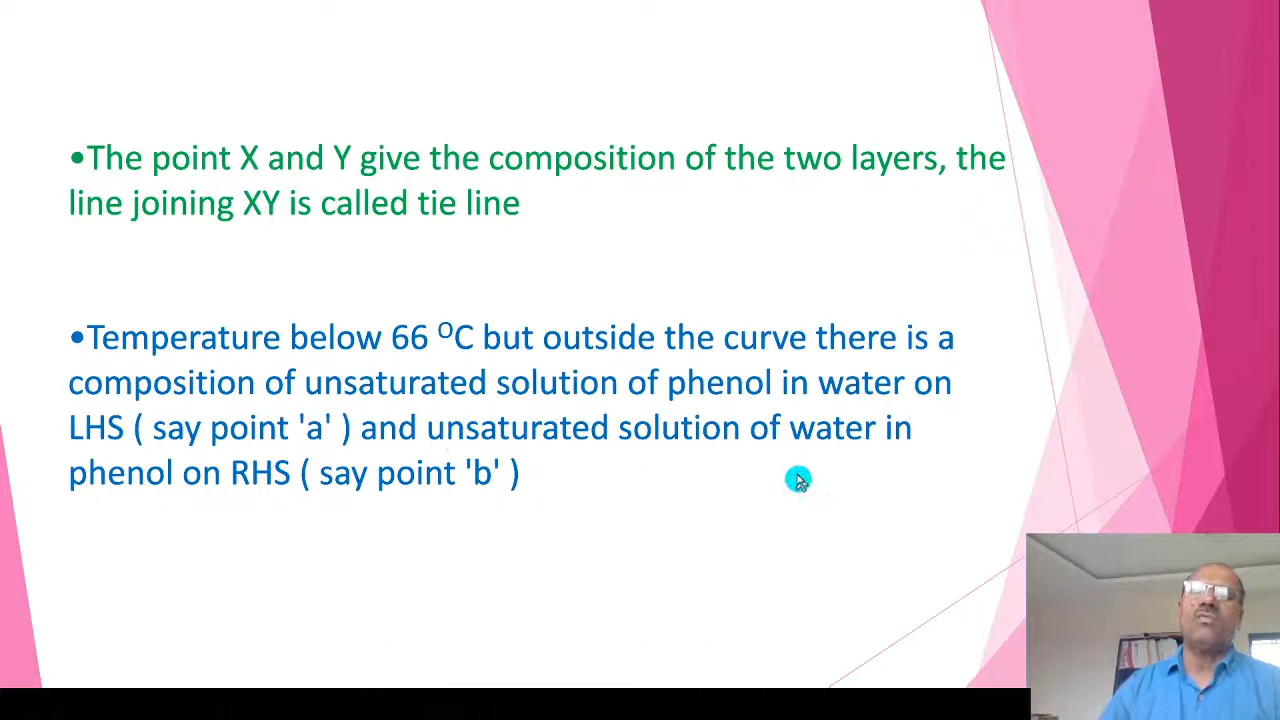 •The point X and Y give the composition of the two layers, the
line joining XY is called tie line
•Temperature below 66 ᴼC but outside the curve there is a
composition of unsaturated solution of phenol in water on
LHS ( say point 'a' ) and unsaturated solution of water in
phenol on RHS ( say point 'b' )